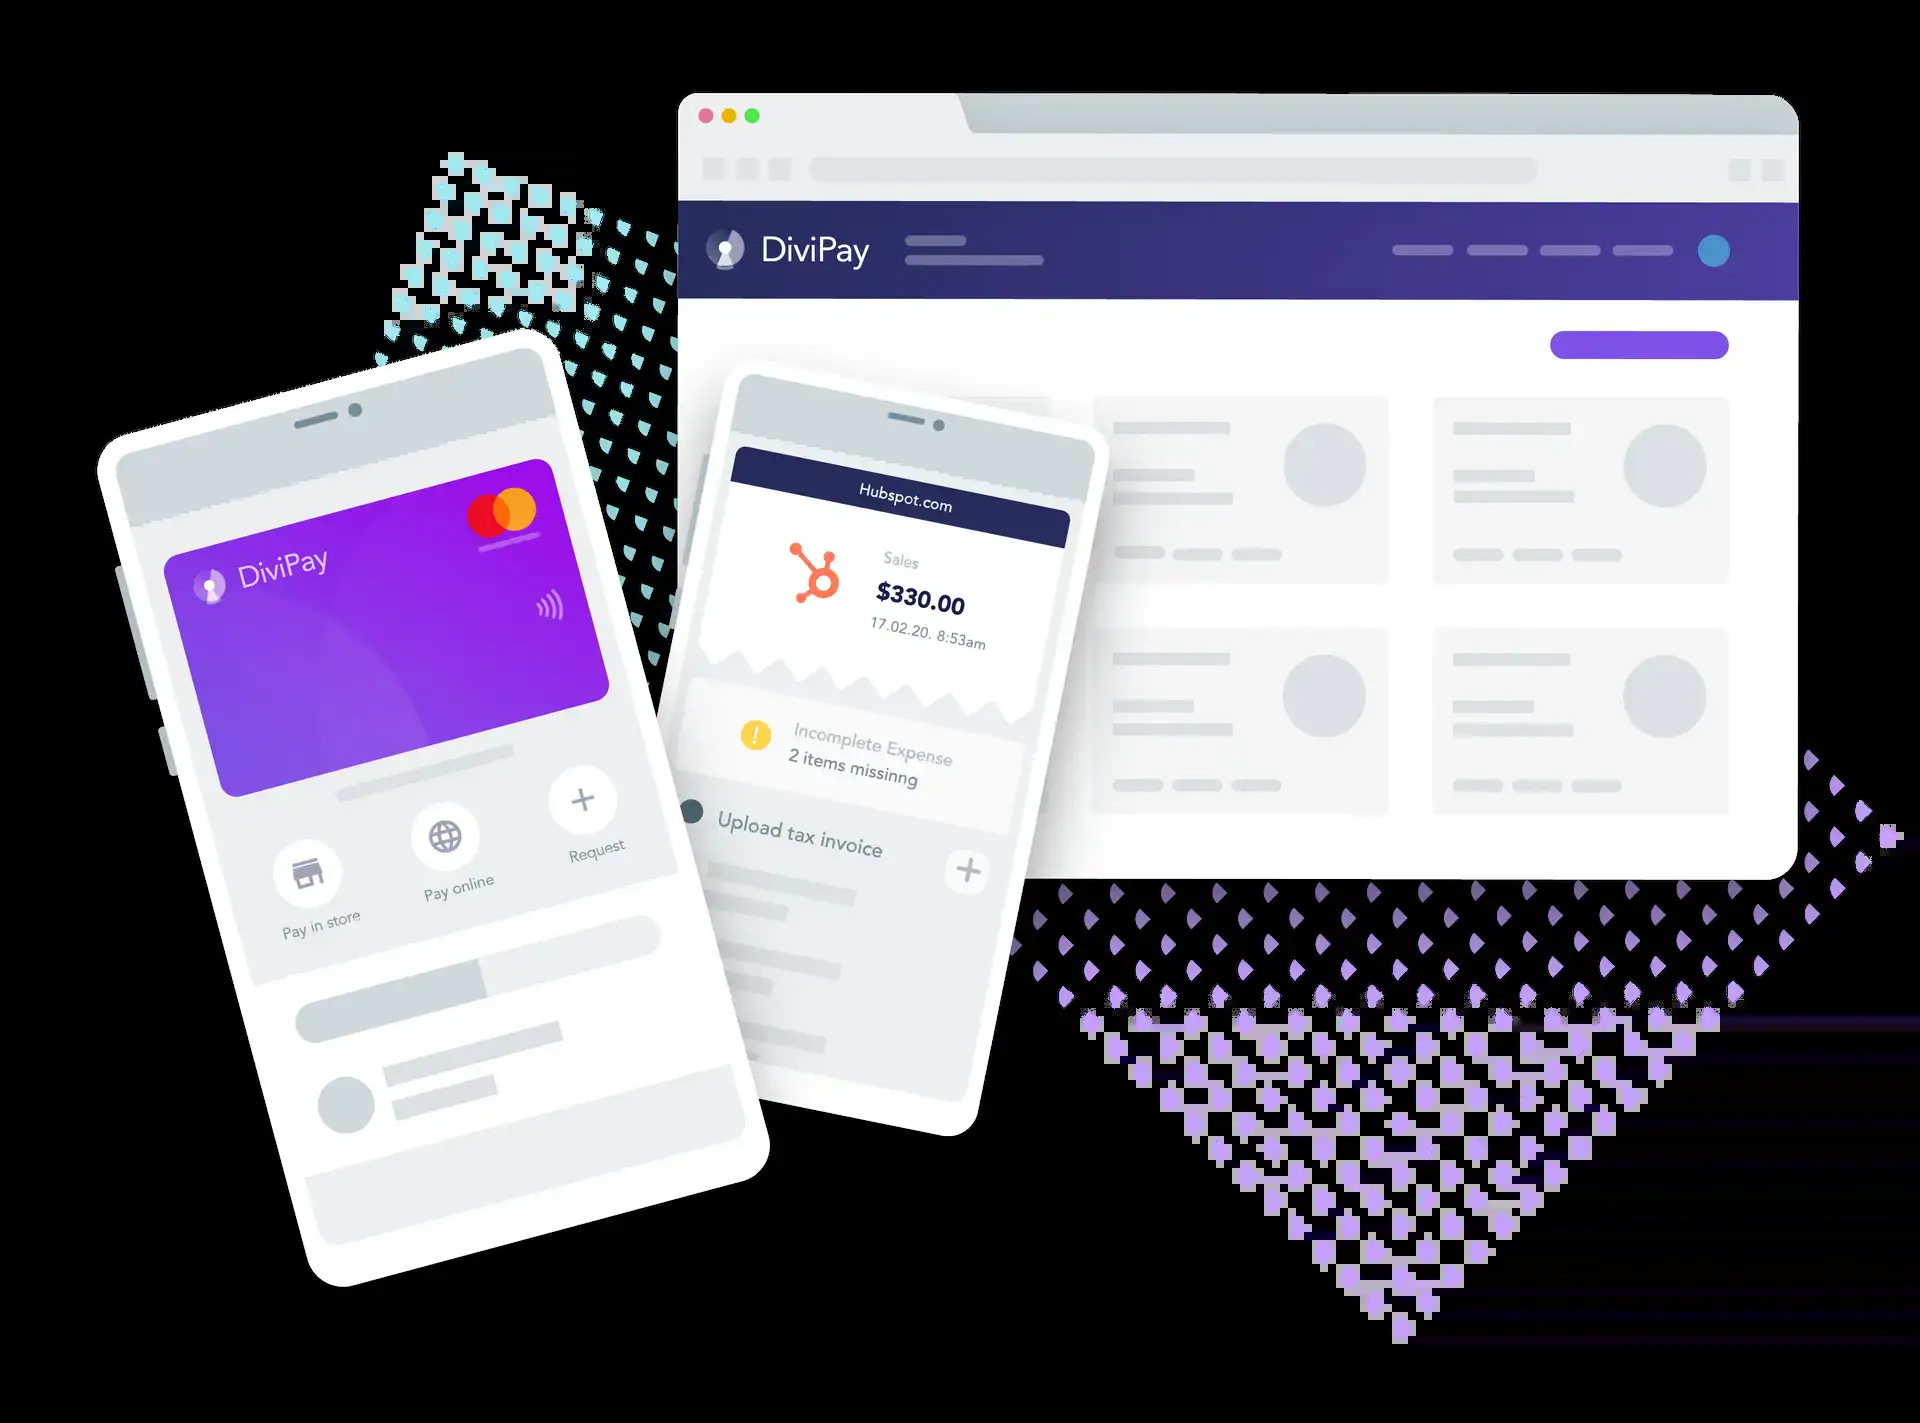 DiviPay
DiviPay
Pay in store
Pay online
Request
Hubspot.com
Sales
$330.00
17.02.20. 8:53am
Incomplete Expense
2 items missinng
Upload tax invoice